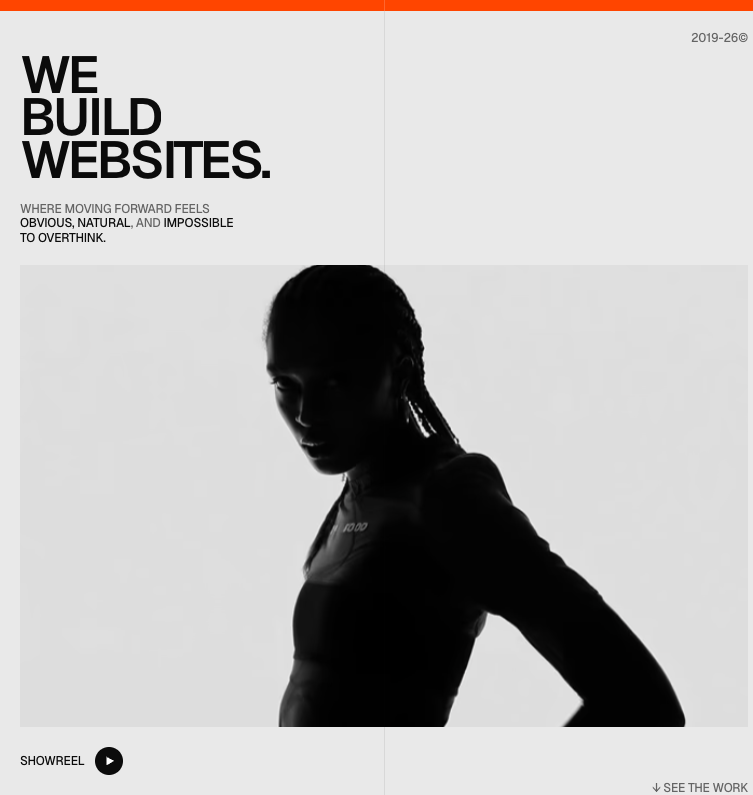 2019-26©
WE
BUILD
WEBSITES.
WHERE MOVING FORWARD FEELS
OBVIOUS, NATURAL, AND IMPOSSIBLE
TO OVERTHINK.
SHOWREEL
↓ SEE THE WORK